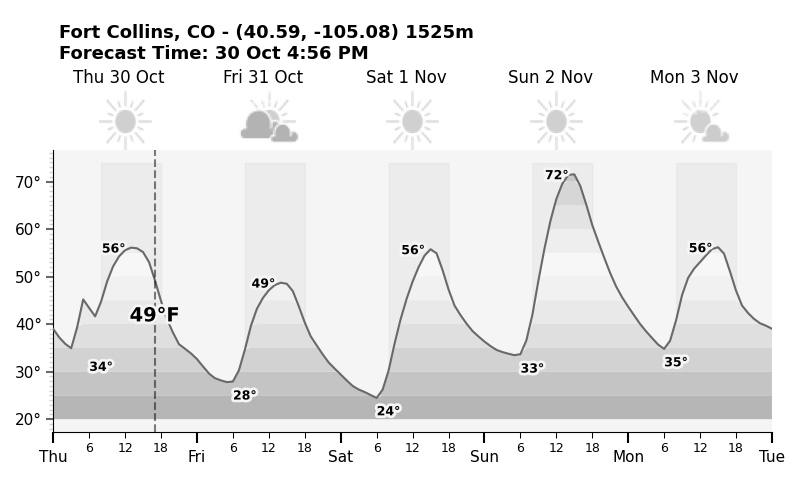 Fort Collins, CO - (40.59, -105.08) 1525m
Forecast Time: 30 Oct 4:56 PM
Thu 30 Oct Fri 31 Oct Sat 1 Nov Sun 2 Nov Mon 3 Nov
70°
60°
50°
40°
30°
20°
56° 49° 56° 72° 56°
49°F
34° 28° 24° 33° 35°
6 12 18 6 12 18 6 12 18 6 12 18 6 12 18
Thu Fri Sat Sun Mon Tue